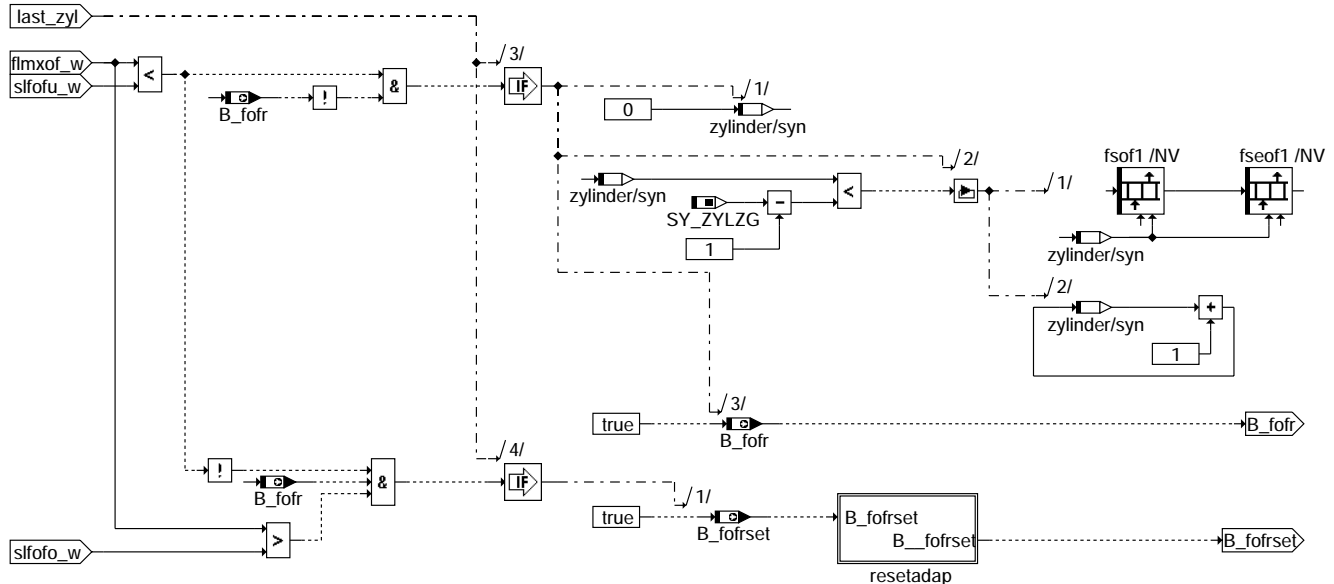 last_zyl
/3/
flmxof_w
slfofu_w
<
&
IF
B_fofr
!
/1/
0
zylinder/syn
/2/
fsof1 /NV
fseof1 /NV
zylinder/syn
<
/1/
SY_ZYLZG
-
1
zylinder/syn
/2/
zylinder/syn
+
1
/3/
true
B_fofr
B_fofr
/4/
!
&
IF
B_fofr
/1/
true
B_fofrset
B_fofrset
B__fofrset
B_fofrset
>
slfofo_w
resetadap